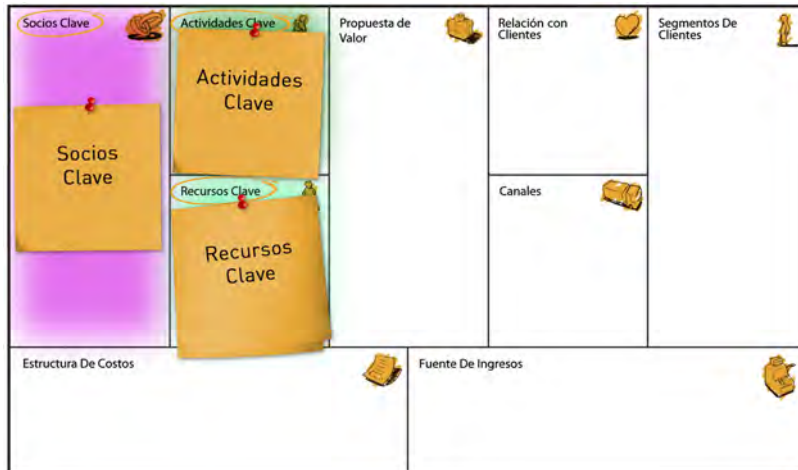 Socios Clave
Actividades Clave
Propuesta de
Valor
Relación con
Clientes
Segmentos De
Clientes
Actividades
Clave
Socios
Clave
Recursos Clave
Canales
Recursos
Clave
Estructura De Costos
Fuente De Ingresos